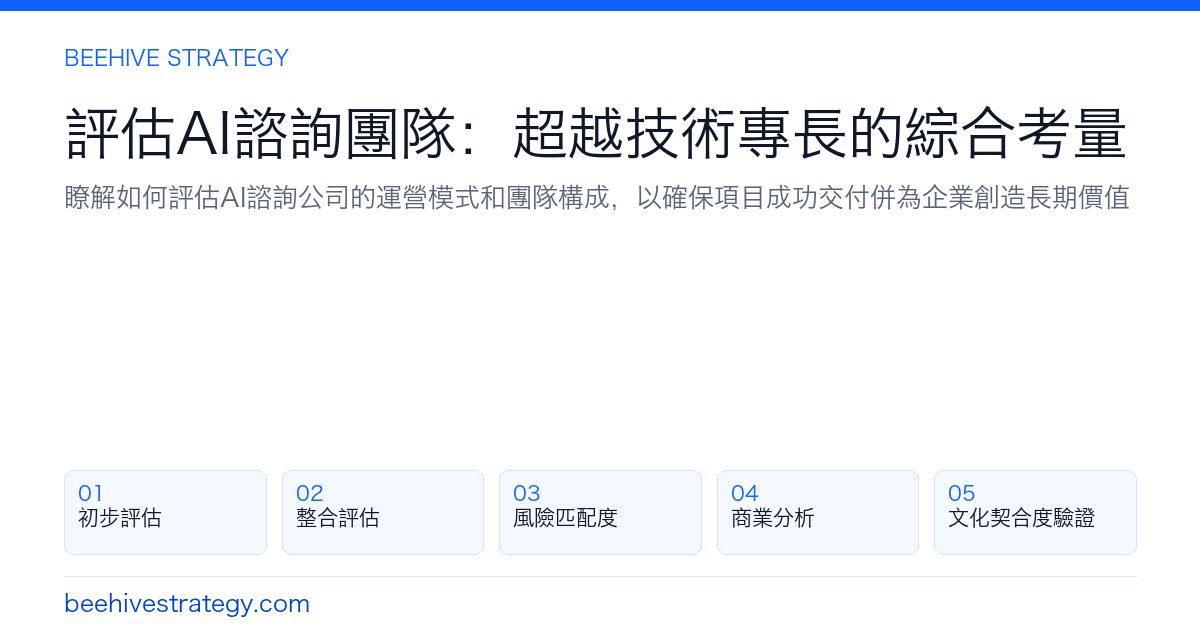 BEEHIVE STRATEGY
評估AI諮詢團隊：超越技術專長的綜合考量
瞭解如何評估AI諮詢公司的運營模式和團隊構成，以確保項目成功交付併為企業創造長期價值
01
初步評估
02
整合評估
03
風險匹配度
04
商業分析
05
文化契合度驗證
beehivestrategy.com